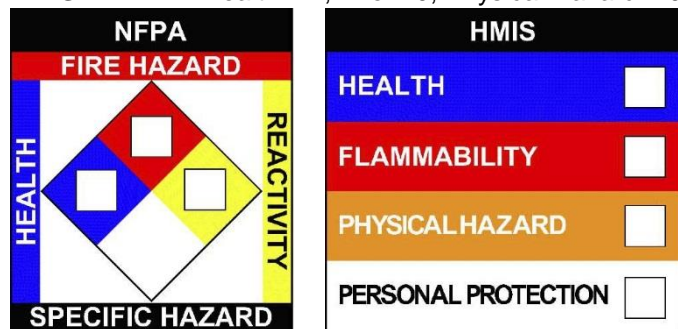 NFPA
FIRE HAZARD
HEALTH
REACTIVITY
SPECIFIC HAZARD
HMIS
HEALTH
FLAMMABILITY
PHYSICAL HAZARD
PERSONAL PROTECTION